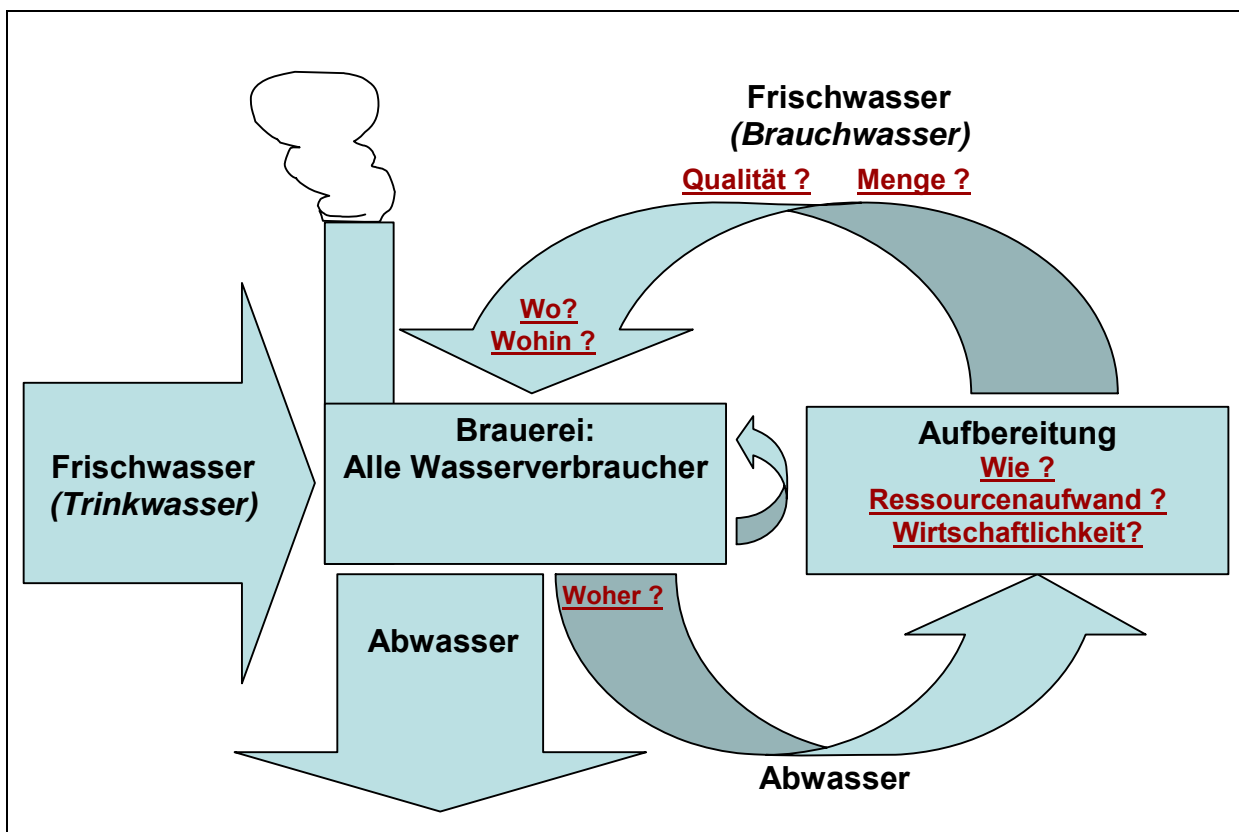 Frischwasser
(Brauchwasser)
Qualität ? Menge ?
Wo?
Wohin ?
Frischwasser
(Trinkwasser)
Brauerei:
Alle Wasserverbraucher
Aufbereitung
Wie ?
Ressourcenaufwand ?
Wirtschaftlichkeit?
Woher ?
Abwasser
Abwasser